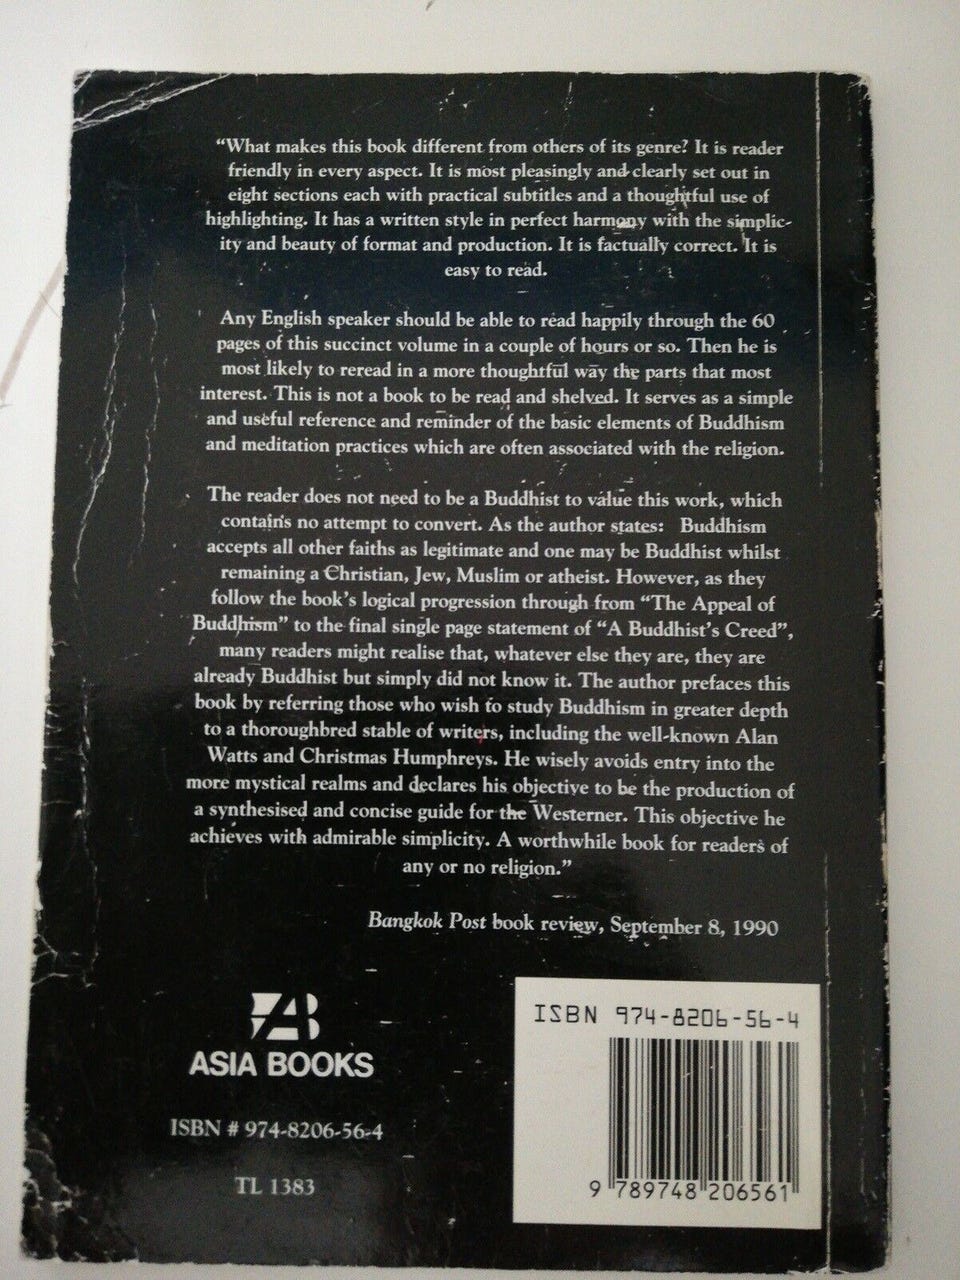 “What makes this book different from others of its genre? It is reader
friendly in every aspect. It is most pleasingly and clearly set out in
eight sections each with practical subtitles and a thoughtful use of
highlighting. It has a written style in perfect harmony with the simplic-
ity and beauty of format and production. It is factually correct. It is
easy to read.
Any English speaker should be able to read happily through the 60
pages of this succinct volume in a couple of hours or so. Then he is
most likely to reread in a more thoughtful way the parts that most
interest. This is not a book to be read and shelved. It serves as a simple
and useful reference and reminder of the basic elements of Buddhism
and meditation practices which are often associated with the religion.
The reader does not need to be a Buddhist to value this work, which
contains no attempt to convert. As the author states: Buddhism
accepts all other faiths as legitimate and one may be Buddhist whilst
remaining a Christian, Jew, Muslim or atheist. However, as they
follow the book’s logical progression through from “The Appeal of
Buddhism” to the final single page statement of “A Buddhist’s Creed”,
many readers might realise that, whatever else they are, they are
already Buddhist but simply did not know it. The author prefaces this
book by referring those who wish to study Buddhism in greater depth
to a thoroughbred stable of writers, including the well-known Alan
Watts and Christmas Humphreys. He wisely avoids entry into the
more mystical realms and declares his objective to be the production of
a synthesised and concise guide for the Westerner. This objective he
achieves with admirable simplicity. A worthwhile book for readers of
any or no religion.”
Bangkok Post book review, September 8, 1990
AB
ASIA BOOKS
ISBN # 974-8206-56-4
TL 1383
ISBN 974-8206-56-4
9 789748 206561